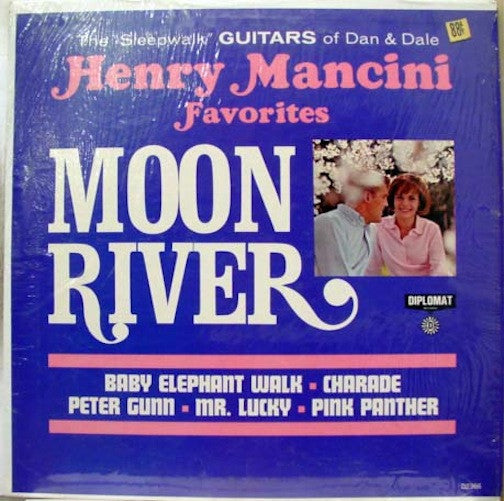 The "Sleepwalk" GUITARS of Dan & Dale
88¢
Henry Mancini
Favorites
MOON
RIVER
DIPLOMAT
BABY ELEPHANT WALK • CHARADE
PETER GUNN • MR. LUCKY • PINK PANTHER